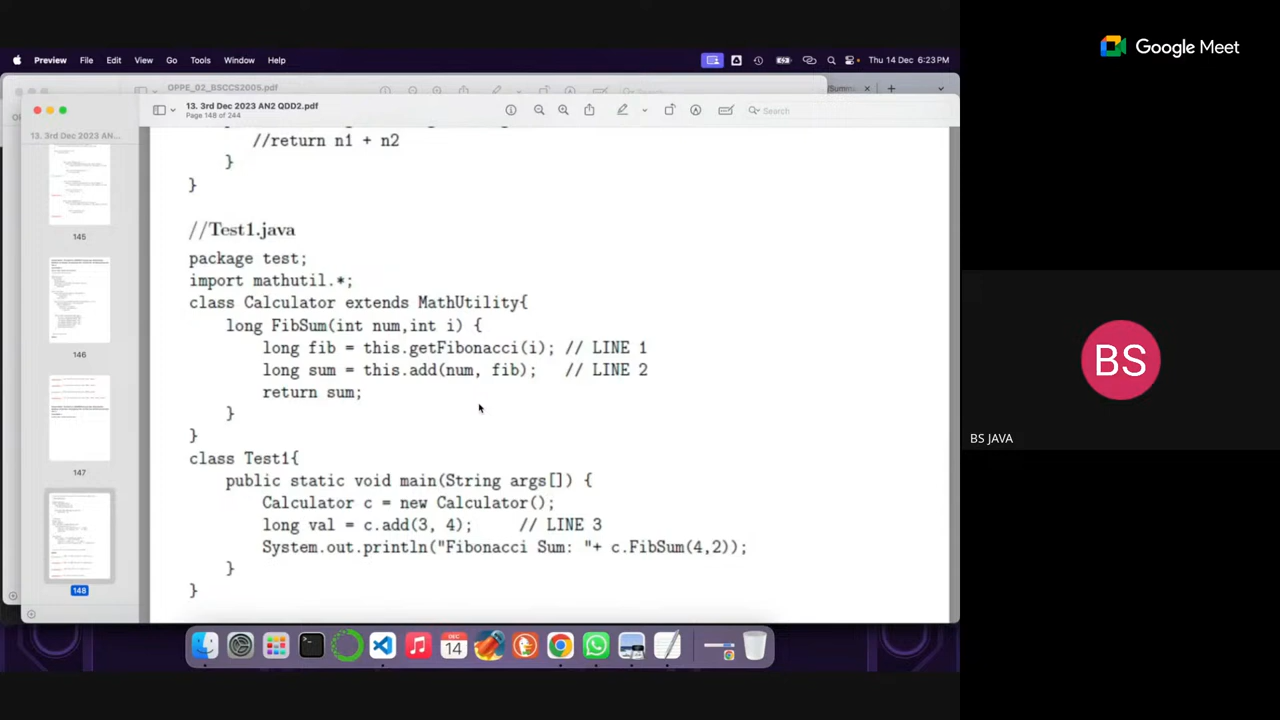 Google Meet
Preview File Edit View Go Tools Window Help
Thu 14 Dec 6:23 PM
OPPE_02_BSCCS2005.pdf
13. 3rd Dec 2023 AN2 QDD2.pdf
Page 148 of 244
Search
13. 3rd Dec 2023 AN...
145
146
147
148
//return n1 + n2
}
}
//Test1.java
package test;
import mathutil.*;
class Calculator extends MathUtility{
long FibSum(int num,int i) {
long fib = this.getFibonacci(i); // LINE 1
long sum = this.add(num, fib); // LINE 2
return sum;
}
}
class Test1{
public static void main(String args[]) {
Calculator c = new Calculator();
long val = c.add(3, 4); // LINE 3
System.out.println("Fibonacci Sum: "+ c.FibSum(4,2));
}
}
BS
BS JAVA
DEC
14